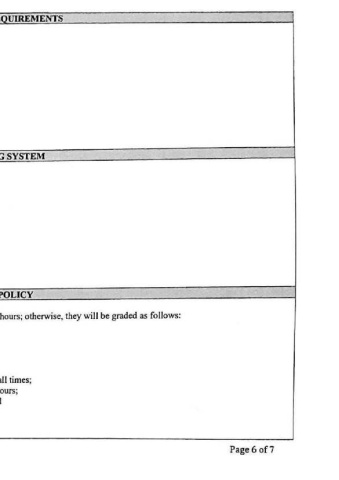 QUIREMENTS
G SYSTEM
POLICY
hours; otherwise, they will be graded as follows:
all times;
ours;
Page 6 of 7